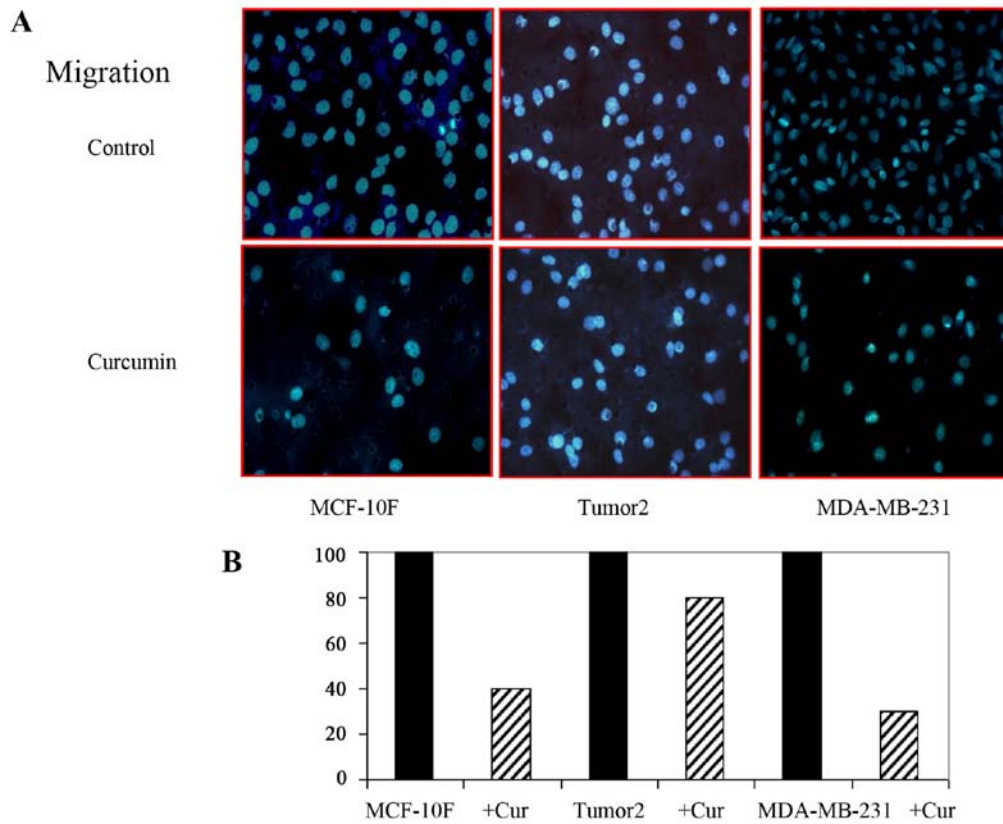 A
Migration
Control
Curcumin
MCF-10F Tumor2 MDA-MB-231
B
100
80
60
40
20
0
MCF-10F +Cur Tumor2 +Cur MDA-MB-231 +Cur